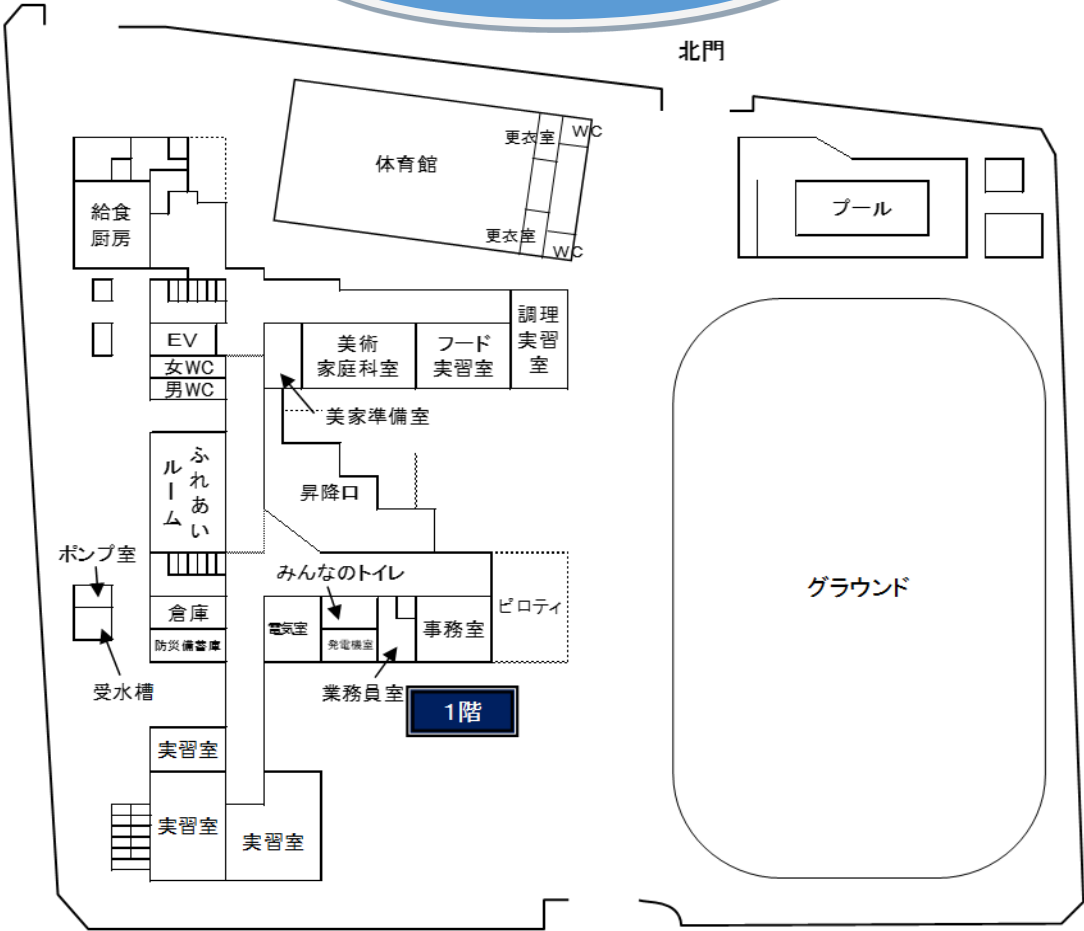 北門
更衣室
WC
体育館
給食
厨房
プール
更衣室
WC
調理
実習
室
EV
美術
家庭科室
フード
実習室
女WC
男WC
美家準備室
ふれあい
ルーム
昇降口
ポンプ室
みんなのトイレ
グラウンド
ピロティ
倉庫
電気室
事務室
防災備蓄庫
発電機室
受水槽
業務員室
1階
実習室
実習室
実習室